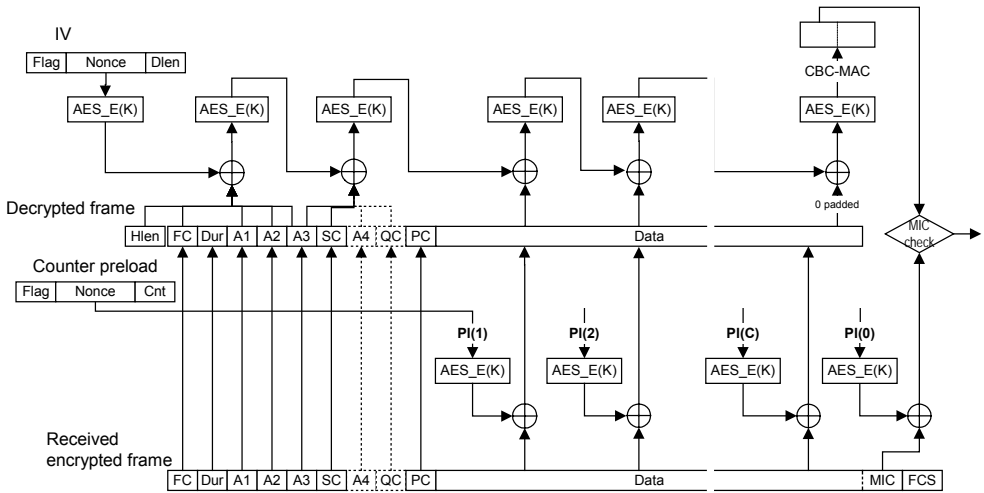 IV
Flag Nonce Dlen
CBC-MAC
AES_E(K) AES_E(K) AES_E(K) AES_E(K) AES_E(K) AES_E(K)
Decrypted frame
0 padded
Hlen FC Dur A1 A2 A3 SC A4 QC PC Data
MIC
check
Counter preload
Flag Nonce Cnt
PI(1) PI(2) PI(C) PI(0)
AES_E(K) AES_E(K) AES_E(K) AES_E(K)
Received
encrypted frame
FC Dur A1 A2 A3 SC A4 QC PC Data MIC FCS